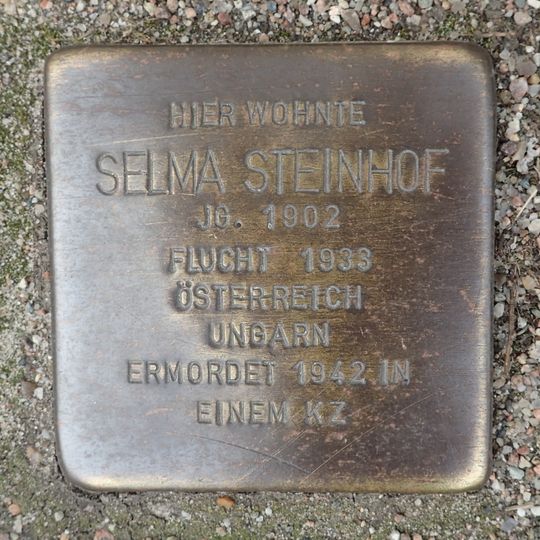 HIER WOHNTE
SELMA STEINHOF
JG. 1902
FLUCHT 1933
ÖSTERREICH
UNGARN
ERMORDET 1942 IN
EINEM KZ